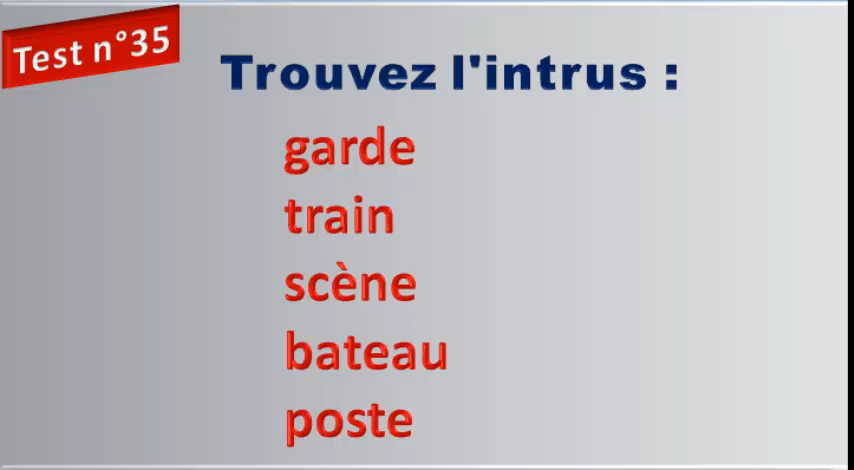 Test n°35
Trouvez l'intrus :
garde
train
scène
bateau
poste